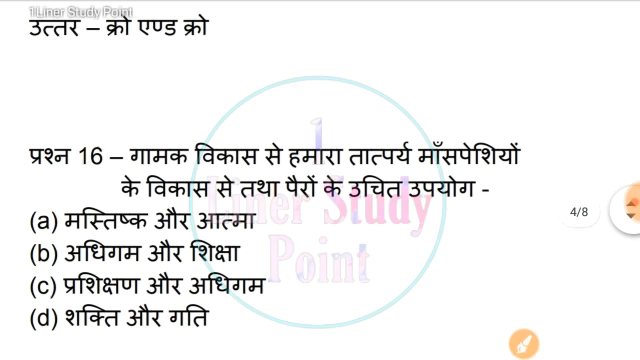 1Liner Study Point
उत्तर – क्रो एण्ड क्रो
प्रश्न 16 – गामक विकास से हमारा तात्पर्य माँसपेशियों
के विकास से तथा पैरों के उचित उपयोग -
(a) मस्तिष्क और आत्मा
(b) अधिगम और शिक्षा
(c) प्रशिक्षण और अधिगम
(d) शक्ति और गति
1
Liner Study
Point
4/8